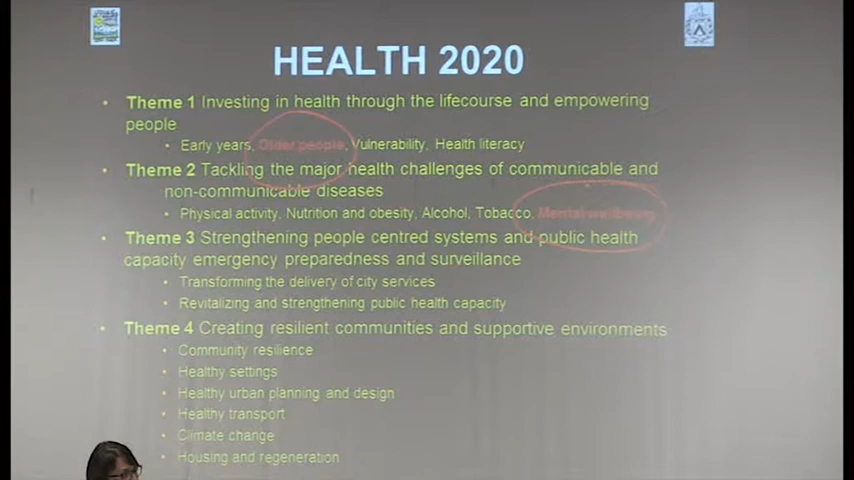 HEALTH 2020
• Theme 1 Investing in health through the lifecourse and empowering
people
• Early years, Older people, Vulnerability, Health literacy
• Theme 2 Tackling the major health challenges of communicable and
non-communicable diseases
• Physical activity, Nutrition and obesity, Alcohol, Tobacco, Mental wellbeing
• Theme 3 Strengthening people centred systems and public health
capacity emergency preparedness and surveillance
• Transforming the delivery of city services
• Revitalizing and strengthening public health capacity
• Theme 4 Creating resilient communities and supportive environments
• Community resilience
• Healthy settings
• Healthy urban planning and design
• Healthy transport
• Climate change
• Housing and regeneration